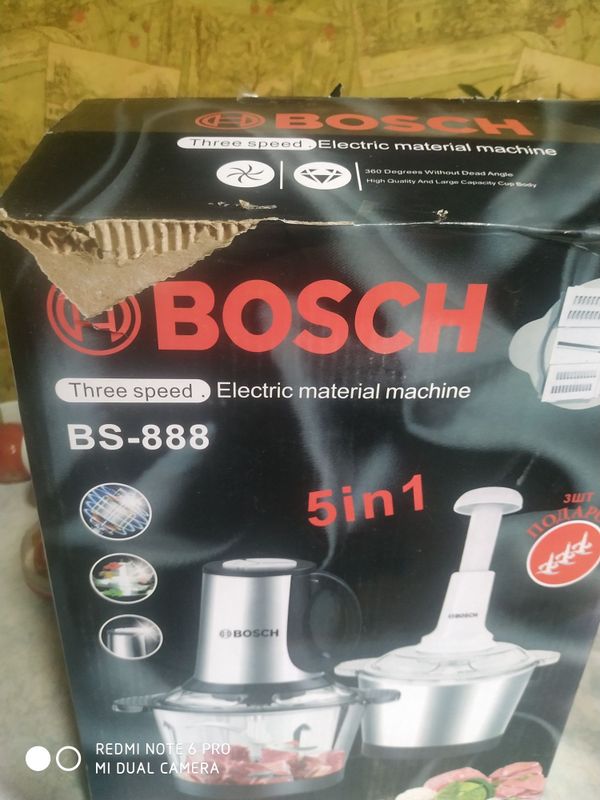 BOSCH
Three speed . Electric material machine
360 Degrees Without Dead Angle
High Quality And Large Capacity Cup Body
BOSCH
Three speed . Electric material machine
BS-888
5in1
3ШТ
BOSCH
BOSCH
REDMI NOTE 6 PRO
MI DUAL CAMERA